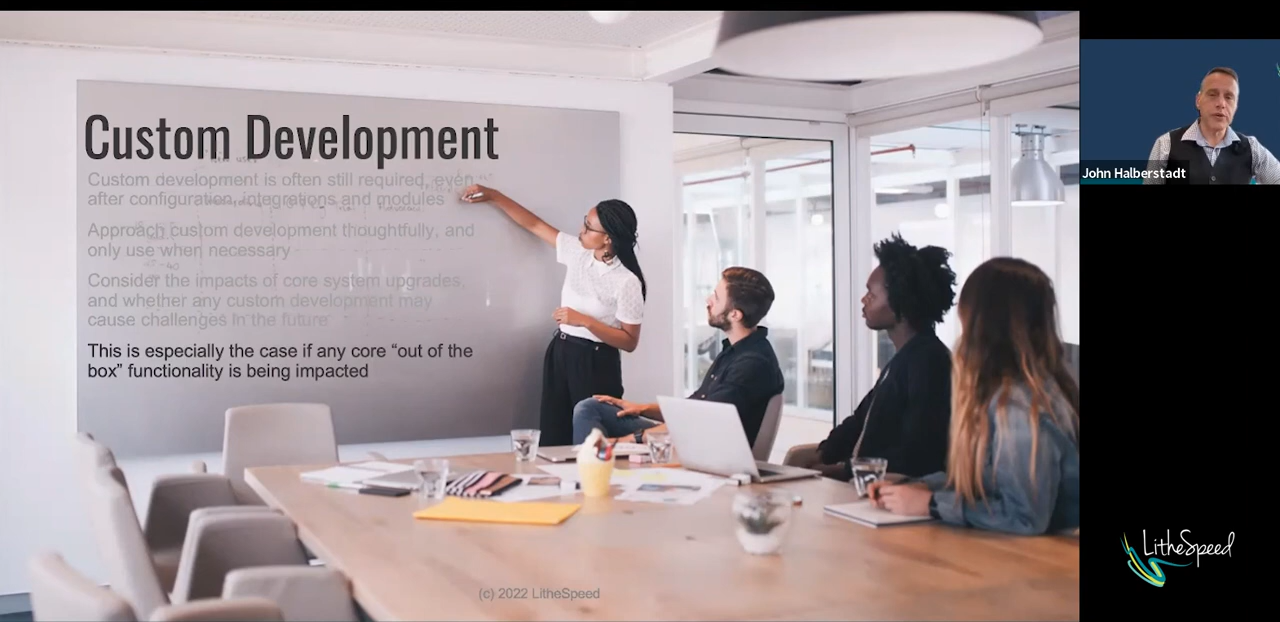 Custom Development
Custom development is often still required, even
after configuration, integrations and modules
Approach custom development thoughtfully, and
only use when necessary
Consider the impacts of core system upgrades,
and whether any custom development may
cause challenges in the future
This is especially the case if any core “out of the
box” functionality is being impacted
(c) 2022 LitheSpeed
John Halberstadt
LitheSpeed